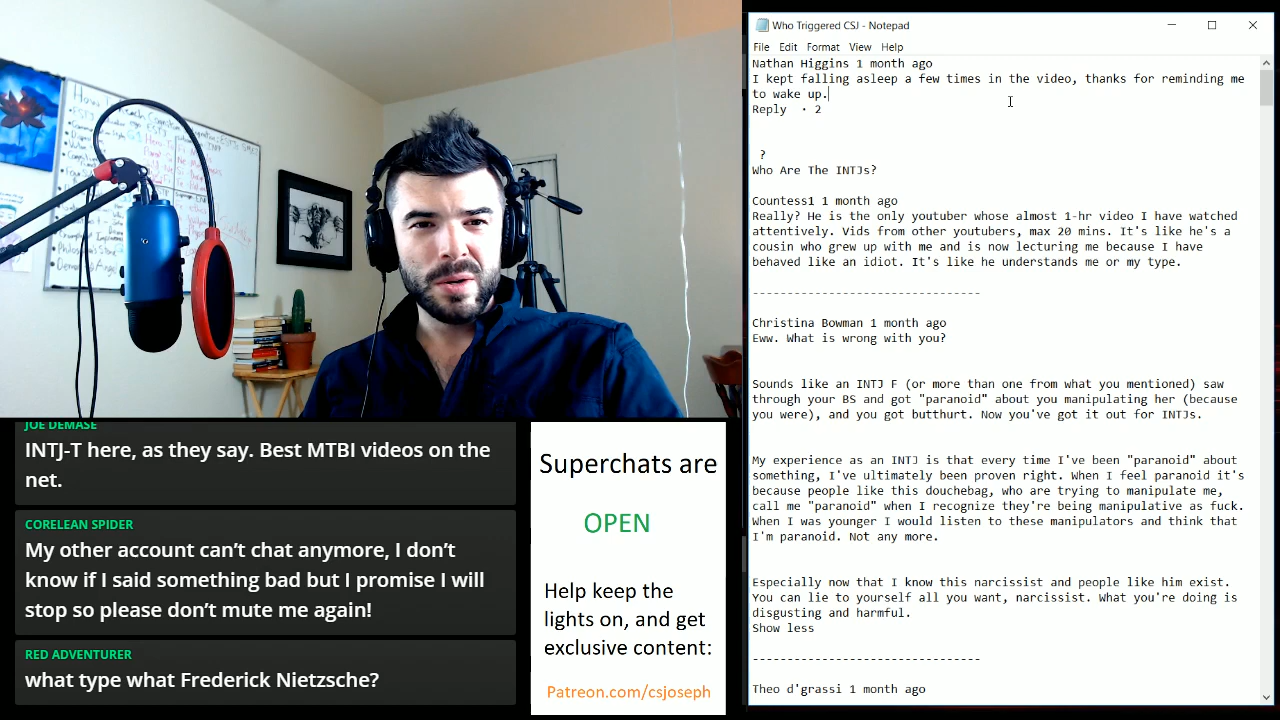 Who Triggered CSJ - Notepad
File Edit Format View Help
Nathan Higgins 1 month ago
I kept falling asleep a few times in the video, thanks for reminding me
to wake up.
Reply · 2
?
Who Are The INTJs?
Countess1 1 month ago
Really? He is the only youtuber whose almost 1-hr video I have watched
attentively. Vids from other youtubers, max 20 mins. It's like he's a
cousin who grew up with me and is now lecturing me because I have
behaved like an idiot. It's like he understands me or my type.
--------------------------------
Christina Bowman 1 month ago
Eww. What is wrong with you?
Sounds like an INTJ F (or more than one from what you mentioned) saw
through your BS and got "paranoid" about you manipulating her (because
you were), and you got butthurt. Now you've got it out for INTJs.
My experience as an INTJ is that every time I've been "paranoid" about
something, I've ultimately been proven right. When I feel paranoid it's
because people like this douchebag, who are trying to manipulate me,
call me "paranoid" when I recognize they're being manipulative as fuck.
When I was younger I would listen to these manipulators and think that
I'm paranoid. Not any more.
Especially now that I know this narcissist and people like him exist.
You can lie to yourself all you want, narcissist. What you're doing is
disgusting and harmful.
Show less
--------------------------------
Theo d'grassi 1 month ago
JOE DEMASE
INTJ-T here, as they say. Best MTBI videos on the
net.
CORELEAN SPIDER
My other account can't chat anymore, I don't
know if I said something bad but I promise I will
stop so please don't mute me again!
RED ADVENTURER
what type what Frederick Nietzsche?
Superchats are
OPEN
Help keep the
lights on, and get
exclusive content:
Patreon.com/csjoseph